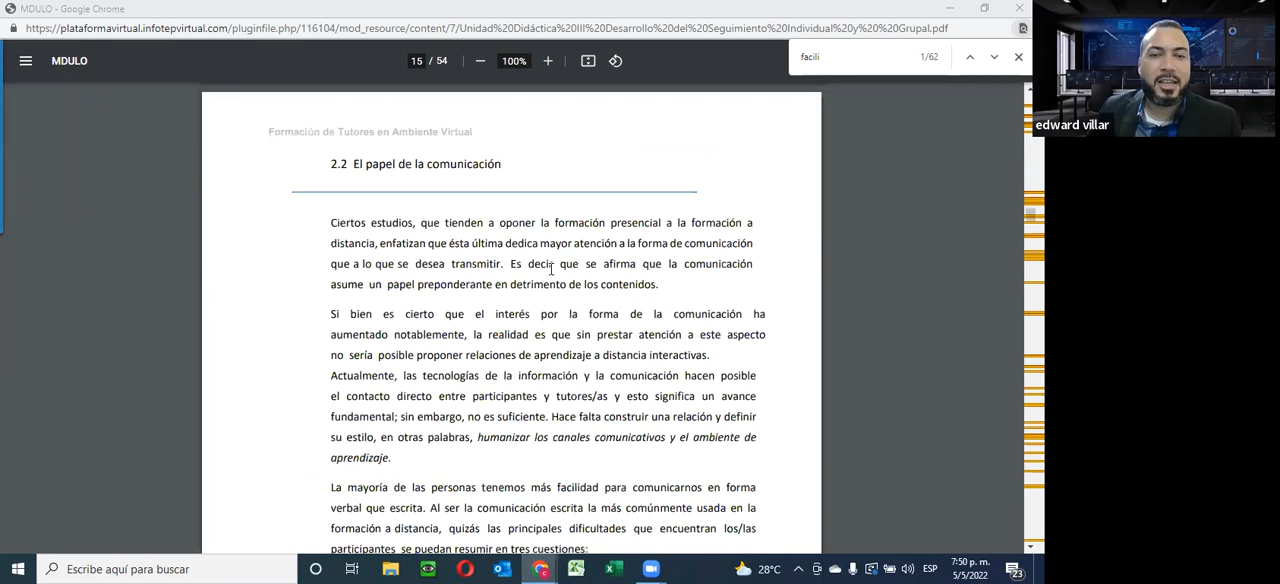 MDULO - Google Chrome
https://plataformavirtual.infotepvirtual.com/pluginfile.php/116104/mod_resource/content/7/Unidad%20Didáctica%20III%20Desarrollo%20del%20Seguimiento%20Individual%20y%20%20Grupal.pdf
MDULO
15 / 54
100%
facili
1/62
edward villar
Formación de Tutores en Ambiente Virtual
2.2 El papel de la comunicación
Ciertos estudios, que tienden a oponer la formación presencial a la formación a
distancia, enfatizan que ésta última dedica mayor atención a la forma de comunicación
que a lo que se desea transmitir. Es decir que se afirma que la comunicación
asume un papel preponderante en detrimento de los contenidos.
Si bien es cierto que el interés por la forma de la comunicación ha
aumentado notablemente, la realidad es que sin prestar atención a este aspecto
no sería posible proponer relaciones de aprendizaje a distancia interactivas.
Actualmente, las tecnologías de la información y la comunicación hacen posible
el contacto directo entre participantes y tutores/as y esto significa un avance
fundamental; sin embargo, no es suficiente. Hace falta construir una relación y definir
su estilo, en otras palabras, humanizar los canales comunicativos y el ambiente de
aprendizaje.
La mayoría de las personas tenemos más facilidad para comunicarnos en forma
verbal que escrita. Al ser la comunicación escrita la más comúnmente usada en la
formación a distancia, quizás las principales dificultades que encuentran los/las
participantes se puedan resumir en tres cuestiones:
Escribe aquí para buscar
28°C
ESP
7:50 p. m.
5/5/2022
23